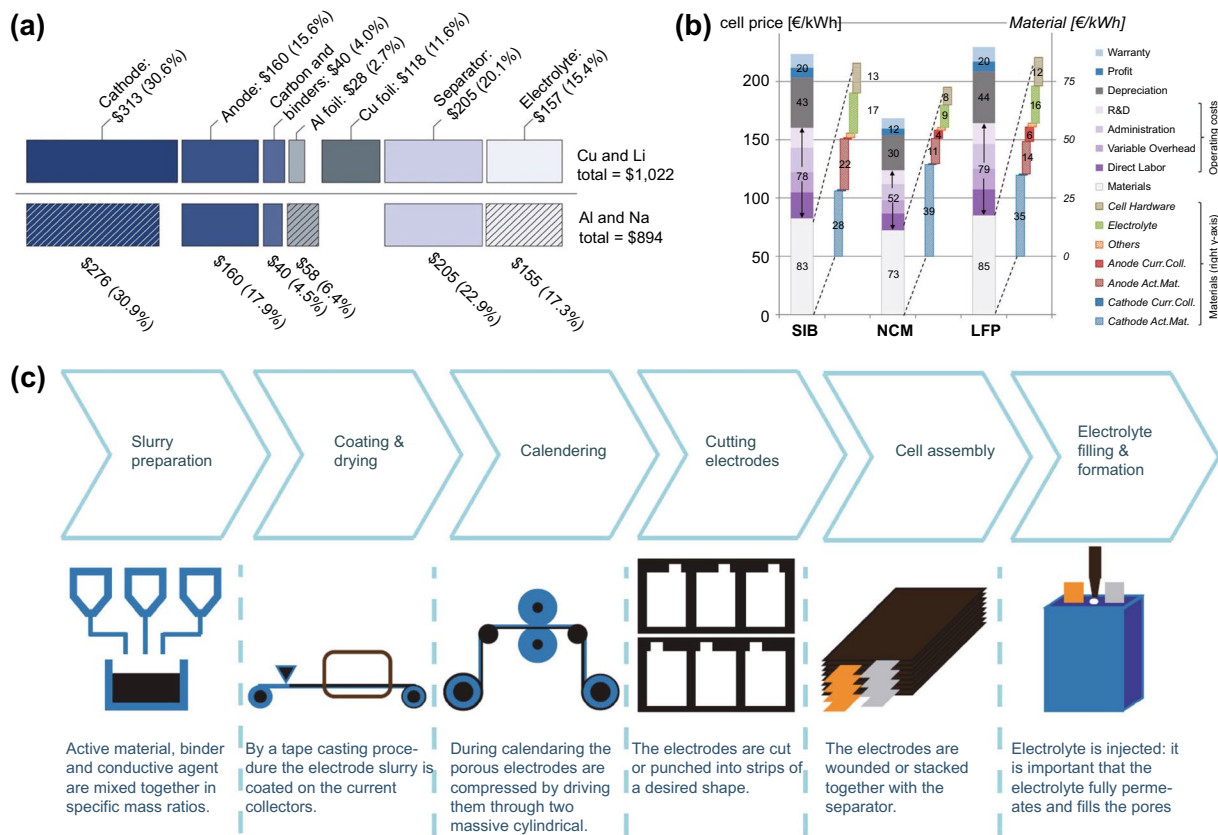 (a)
Cathode:
$313 (30.6%)
Anode: $160 (15.6%)
Carbon and
binders: $40 (4.0%)
Al foil: $28 (2.7%)
Cu foil: $118 (11.6%)
Separator:
$205 (20.1%)
Electrolyte:
$157 (15.4%)
Cu and Li
total = $1,022
Al and Na
total = $894
$276 (30.9%)
$160 (17.9%)
$40 (4.5%)
$58 (6.4%)
$205 (22.9%)
$155 (17.3%)
(b)
cell price [€/kWh]
Material [€/kWh]
200
150
100
50
0
75
50
25
0
20
43
78
83
13
17
22
28
12
30
52
73
8
9
4
11
39
20
44
79
85
12
16
6
14
35
SIB
NCM
LFP
Warranty
Profit
Depreciation
R&D
Administration
Variable Overhead
Direct Labor
Materials
Cell Hardware
Electrolyte
Others
Anode Curr.Coll.
Anode Act.Mat.
Cathode Curr.Coll.
Cathode Act.Mat.
Operating costs
Materials (right y-axis)
(c)
Slurry
preparation
Coating &
drying
Calendering
Cutting
electrodes
Cell assembly
Electrolyte
filling &
formation
Active material, binder
and conductive agent
are mixed together in
specific mass ratios.
By a tape casting proce-
dure the electrode slurry is
coated on the current
collectors.
During calendaring the
porous electrodes are
compressed by driving
them through two
massive cylindrical.
The electrodes are cut
or punched into strips of
a desired shape.
The electrodes are
wounded or stacked
together with the
separator.
Electrolyte is injected: it
is important that the
electrolyte fully perme-
ates and fills the pores